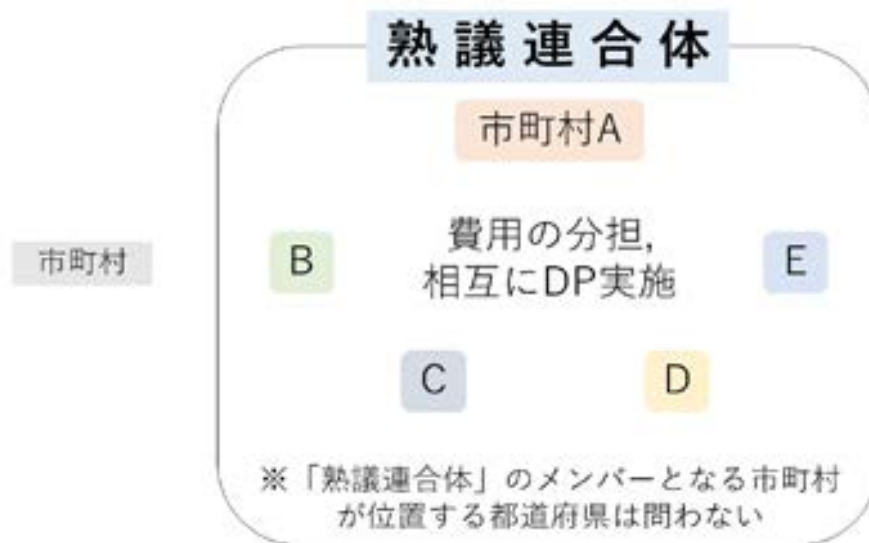 熟議連合体
市町村A
市町村
B
費用の分担,
相互にDP実施
E
C
D
※「熟議連合体」のメンバーとなる市町村
が位置する都道府県は問わない